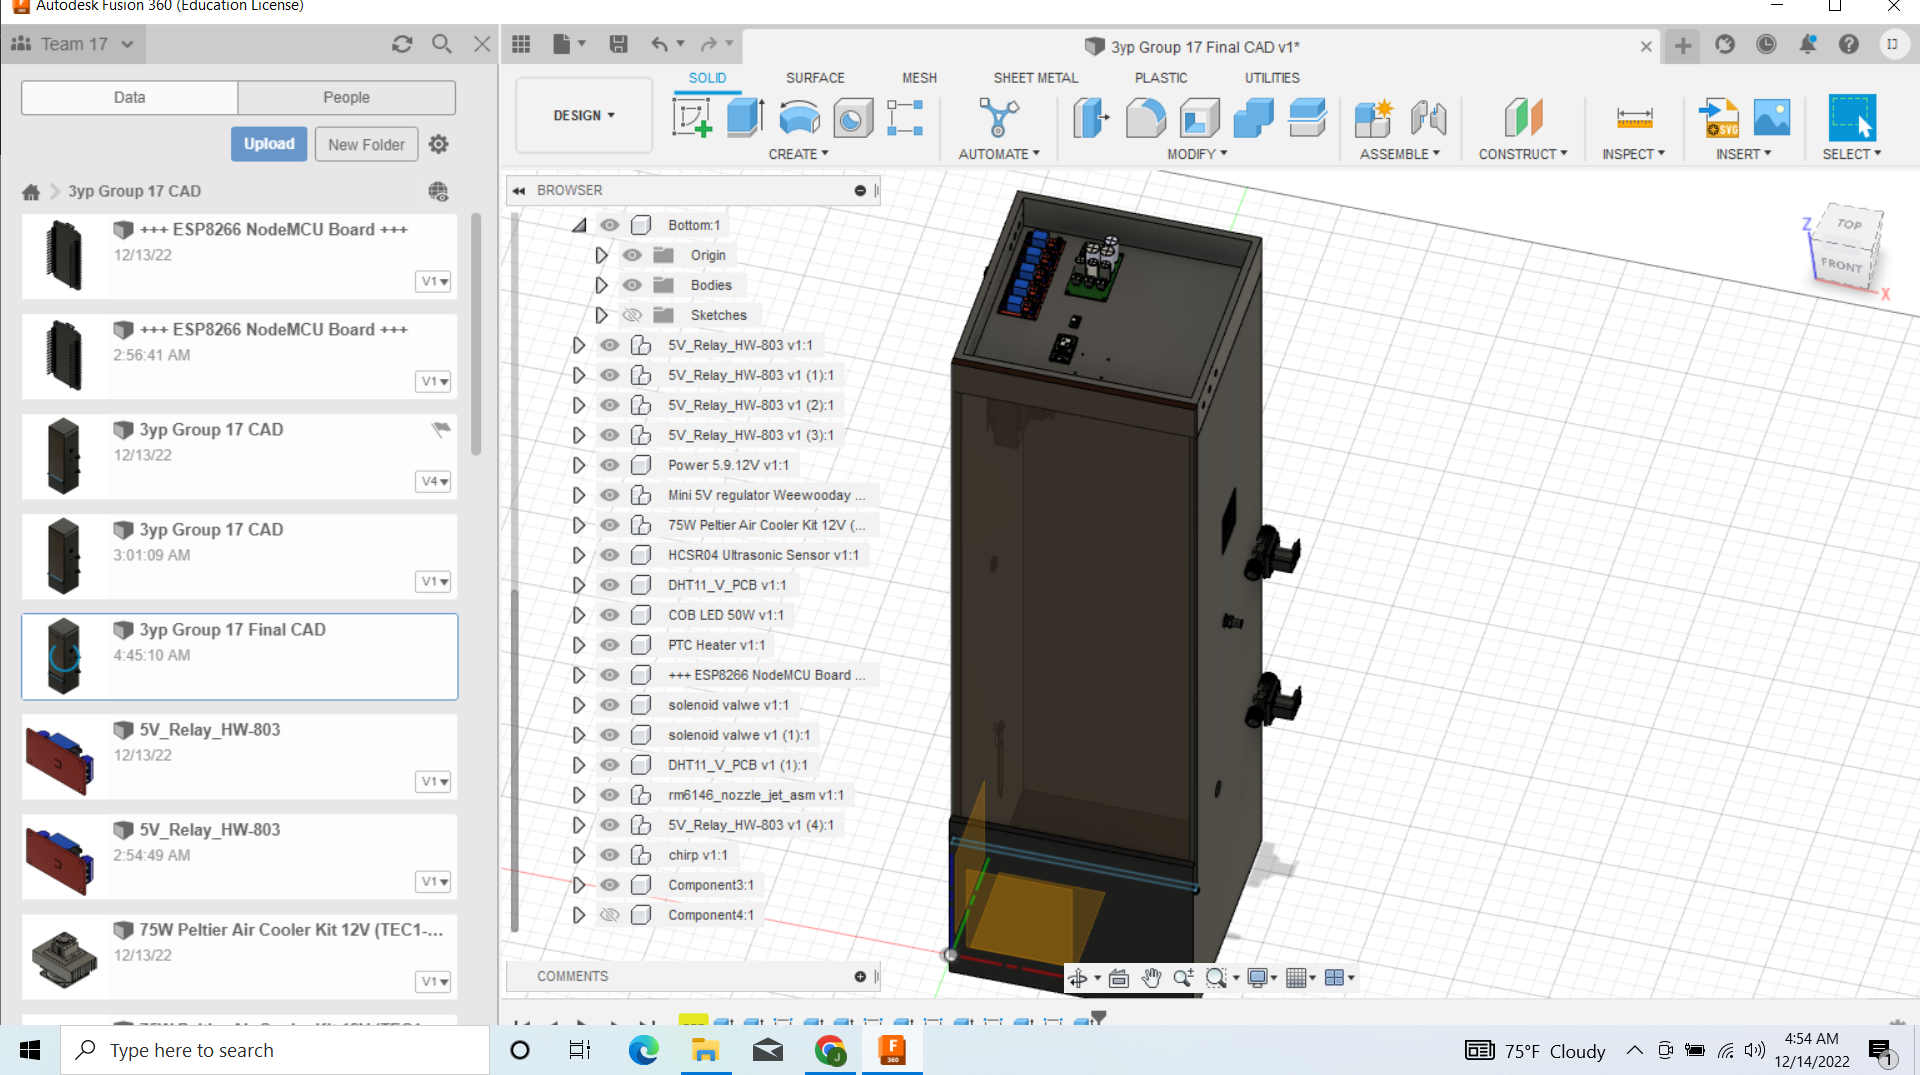 Autodesk Fusion 360 (Education License)
Team 17
3yp Group 17 Final CAD v1*
IJ
Data
People
Upload
New Folder
3yp Group 17 CAD
+++ ESP8266 NodeMCU Board +++
12/13/22
V1
+++ ESP8266 NodeMCU Board +++
2:56:41 AM
V1
3yp Group 17 CAD
12/13/22
V4
3yp Group 17 CAD
3:01:09 AM
V1
3yp Group 17 Final CAD
4:45:10 AM
5V_Relay_HW-803
12/13/22
V1
5V_Relay_HW-803
2:54:49 AM
V1
75W Peltier Air Cooler Kit 12V (TEC1-...
12/13/22
V1
DESIGN
SOLID
SURFACE
MESH
SHEET METAL
PLASTIC
UTILITIES
CREATE
AUTOMATE
MODIFY
ASSEMBLE
CONSTRUCT
INSPECT
SVG
INSERT
SELECT
BROWSER
Bottom:1
Origin
Bodies
Sketches
5V_Relay_HW-803 v1:1
5V_Relay_HW-803 v1 (1):1
5V_Relay_HW-803 v1 (2):1
5V_Relay_HW-803 v1 (3):1
Power 5.9.12V v1:1
Mini 5V regulator Weewooday ...
75W Peltier Air Cooler Kit 12V (...
HCSR04 Ultrasonic Sensor v1:1
DHT11_V_PCB v1:1
COB LED 50W v1:1
PTC Heater v1:1
+++ ESP8266 NodeMCU Board ...
solenoid valwe v1:1
solenoid valwe v1 (1):1
DHT11_V_PCB v1 (1):1
rm6146_nozzle_jet_asm v1:1
5V_Relay_HW-803 v1 (4):1
chirp v1:1
Component3:1
Component4:1
COMMENTS
Z
TOP
FRONT
X
Type here to search
F
360
J
75°F Cloudy
4:54 AM
12/14/2022
1